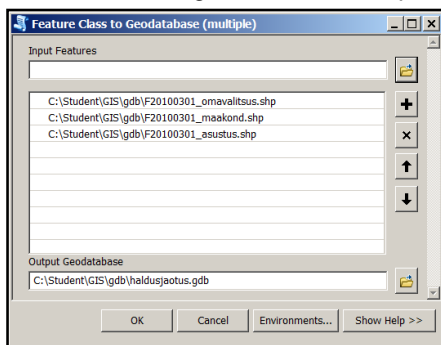 Feature Class to Geodatabase (multiple)
Input Features
C:\Student\GIS\gdb\F20100301_omavalitsus.shp
C:\Student\GIS\gdb\F20100301_maakond.shp
C:\Student\GIS\gdb\F20100301_asustus.shp
Output Geodatabase
C:\Student\GIS\gdb\haldusjaotus.gdb
OK Cancel Environments... Show Help >>